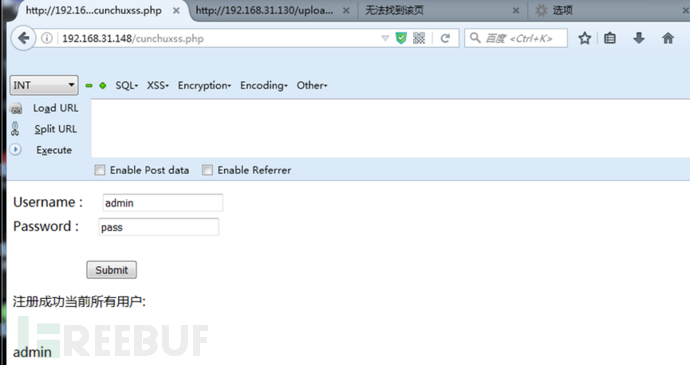 http://192.16...cunchuxss.php
http://192.168.31.130/uploa...
无法找到该页
选项
192.168.31.148/cunchuxss.php
百度 <Ctrl+K>
INT
SQL
XSS
Encryption
Encoding
Other
Load URL
Split URL
Execute
Enable Post data
Enable Referrer
Username :
admin
Password :
pass
Submit
注册成功当前所有用户:
FREEBUF
admin